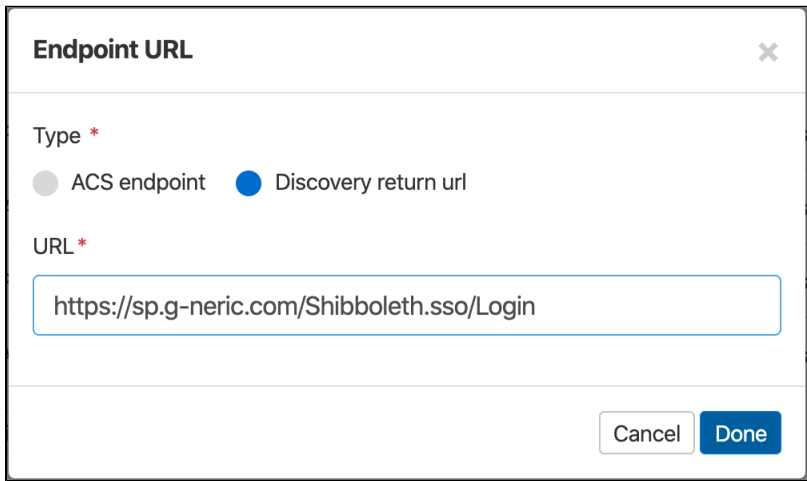 Endpoint URL ×
Type *
ACS endpoint Discovery return url
URL*
https://sp.g-neric.com/Shibboleth.sso/Login
Cancel Done